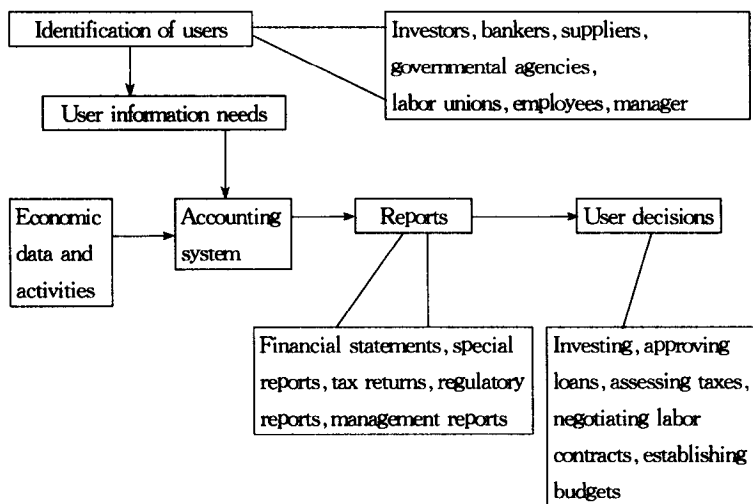 Identification of users
Investors, bankers, suppliers,
governmental agencies,
labor unions, employees, manager
User information needs
Economic
data and
activities
Accounting
system
Reports
User decisions
Financial statements, special
reports, tax returns, regulatory
reports, management reports
Investing, approving
loans, assessing taxes,
negotiating labor
contracts, establishing
budgets